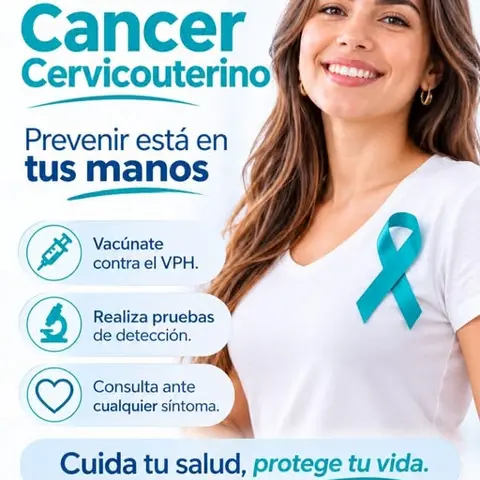 Cancer
Cervicouterino
Prevenir está en
tus manos
Vacúnate
contra el VPH.
Realiza pruebas
de detección.
Consulta ante
cualquier síntoma.
Cuida tu salud, protege tu vida.